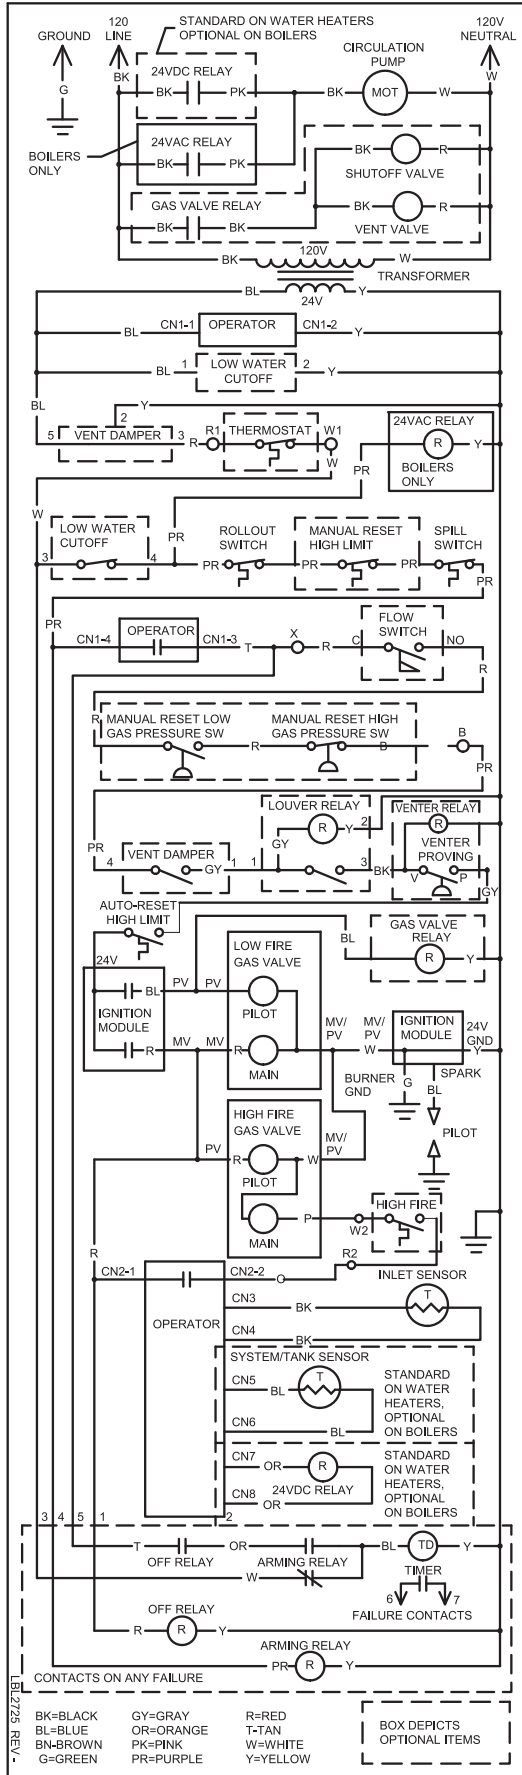 GROUND
120 LINE
STANDARD ON WATER HEATERS
OPTIONAL ON BOILERS
120V
NEUTRAL
CIRCULATION
PUMP
BK
W
24VDC RELAY
G
BK PK BK MOT W
24VAC RELAY
BOILERS
ONLY
BK PK
BK R
SHUTOFF VALVE
GAS VALVE RELAY
BK R
BK BK
VENT VALVE
120V
BK W
TRANSFORMER
BL Y
24V
CN1-1 OPERATOR CN1-2
BL Y
1 LOW WATER
CUTOFF 2
BL Y
BL
Y
2
5 VENT DAMPER 3 R R1 THERMOSTAT W1
W
24VAC RELAY
R Y
BOILERS
ONLY
PR
W
LOW WATER
CUTOFF
3 4
PR
ROLLOUT
SWITCH
MANUAL RESET
HIGH LIMIT
SPILL
SWITCH
PR PR PR
PR
PR
CN1-4 OPERATOR CN1-3 T
X R C
FLOW
SWITCH
NO
R
R MANUAL RESET LOW
GAS PRESSURE SW
MANUAL RESET HIGH
GAS PRESSURE SW
R B
B
PR
PR
LOUVER RELAY
R Y 2
GY
VENTER RELAY
R
VENTER
PROVING
4 VENT DAMPER GY 1 1 3 BK V P
GY
AUTO-RESET
HIGH LIMIT
24V
BL
IGNITION
MODULE
R
PV PV
MV MV
LOW FIRE
GAS VALVE
PILOT
R
MAIN
BL
GAS VALVE
RELAY
R Y
MV/
PV
MV/
PV
W
IGNITION
MODULE
24V
GND
Y
BURNER
GND
G
SPARK
BL
PILOT
HIGH FIRE
GAS VALVE
MV/
PV
PV R W
PILOT
P
MAIN
W2
HIGH FIRE
R2
R
CN2-1 CN2-2 O
INLET SENSOR
T
CN3
BK
OPERATOR
CN4
BK
SYSTEM/TANK SENSOR
CN5
BL T
CN6
BL
STANDARD
ON WATER
HEATERS,
OPTIONAL
ON BOILERS
CN7
OR R
24VDC RELAY
CN8
OR
STANDARD
ON WATER
HEATERS,
OPTIONAL
ON BOILERS
3 4 5 1 2
T OR BL TD Y
OFF RELAY ARMING RELAY TIMER
W
6 7
FAILURE CONTACTS
OFF RELAY
R R Y
ARMING RELAY
PR R Y
CONTACTS ON ANY FAILURE
LBL2725 REV -
BK=BLACK GY=GRAY R=RED
BL=BLUE OR=ORANGE T-TAN
BN-BROWN PK=PINK W=WHITE
G=GREEN PR=PURPLE Y=YELLOW
BOX DEPICTS
OPTIONAL ITEMS